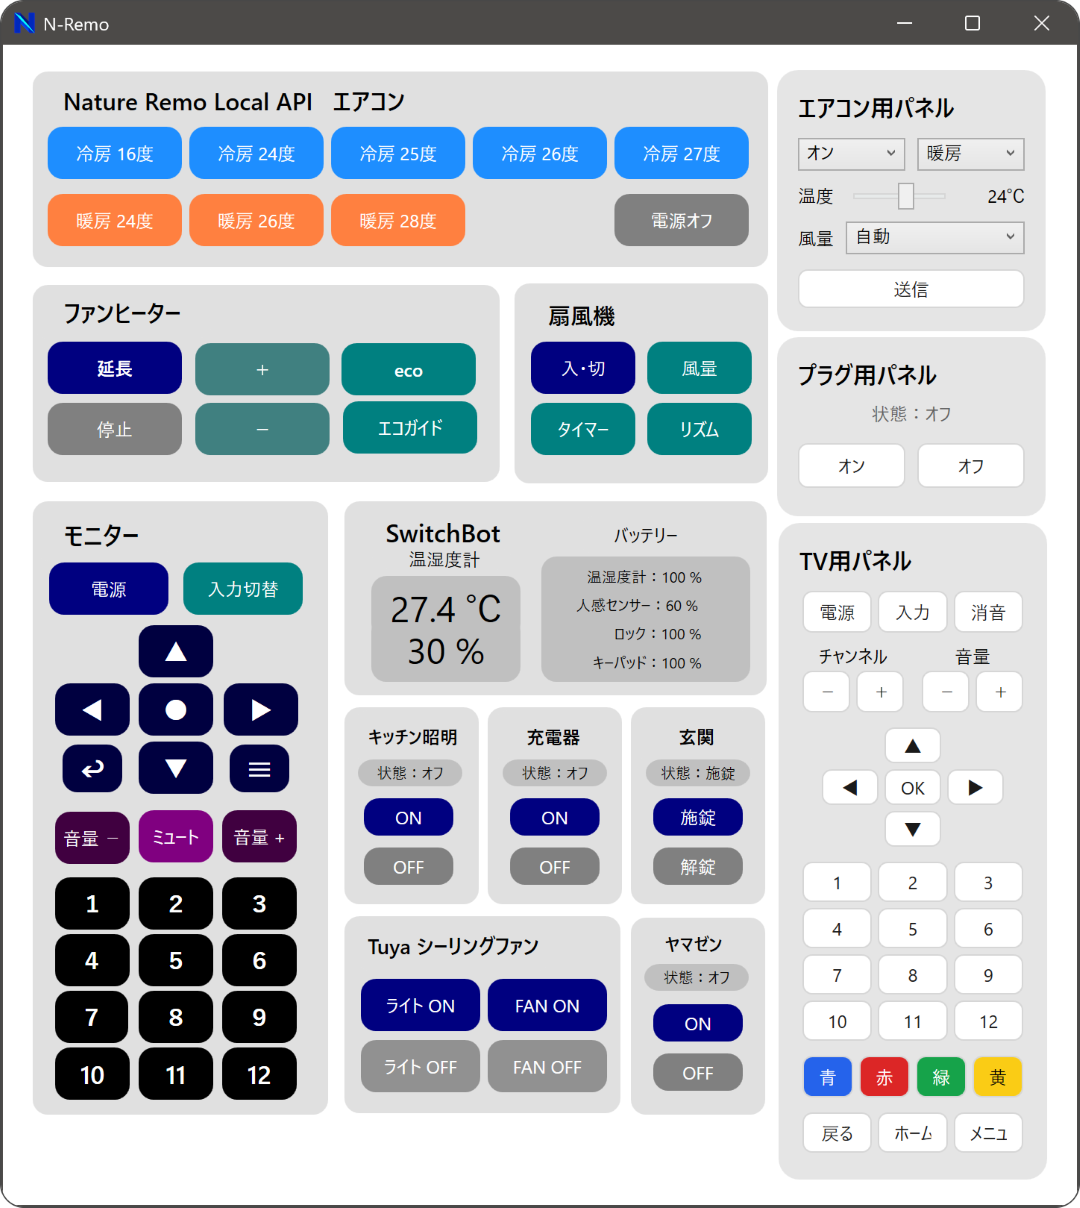 N-Remo
Nature Remo Local API　エアコン
冷房 16度
冷房 24度
冷房 25度
冷房 26度
冷房 27度
暖房 24度
暖房 26度
暖房 28度
電源オフ
ファンヒーター
延長
+
eco
停止
−
エコガイド
扇風機
入・切
風量
タイマー
リズム
モニター
電源
入力切替
▲
◀
●
▶
↩
▼
≡
音量 −
ミュート
音量 +
1
2
3
4
5
6
7
8
9
10
11
12
SwitchBot
温湿度計
27.4 ℃
30 %
バッテリー
温湿度計：100 %
人感センサー：60 %
ロック：100 %
キーパッド：100 %
キッチン照明
状態：オフ
ON
OFF
充電器
状態：オフ
ON
OFF
玄関
状態：施錠
施錠
解錠
Tuya シーリングファン
ライト ON
FAN ON
ライト OFF
FAN OFF
ヤマゼン
状態：オフ
ON
OFF
エアコン用パネル
オン
暖房
温度
24℃
風量
自動
送信
プラグ用パネル
状態：オフ
オン
オフ
TV用パネル
電源
入力
消音
チャンネル
音量
−
+
−
+
▲
◀
OK
▶
▼
1
2
3
4
5
6
7
8
9
10
11
12
青
赤
緑
黄
戻る
ホーム
メニュ